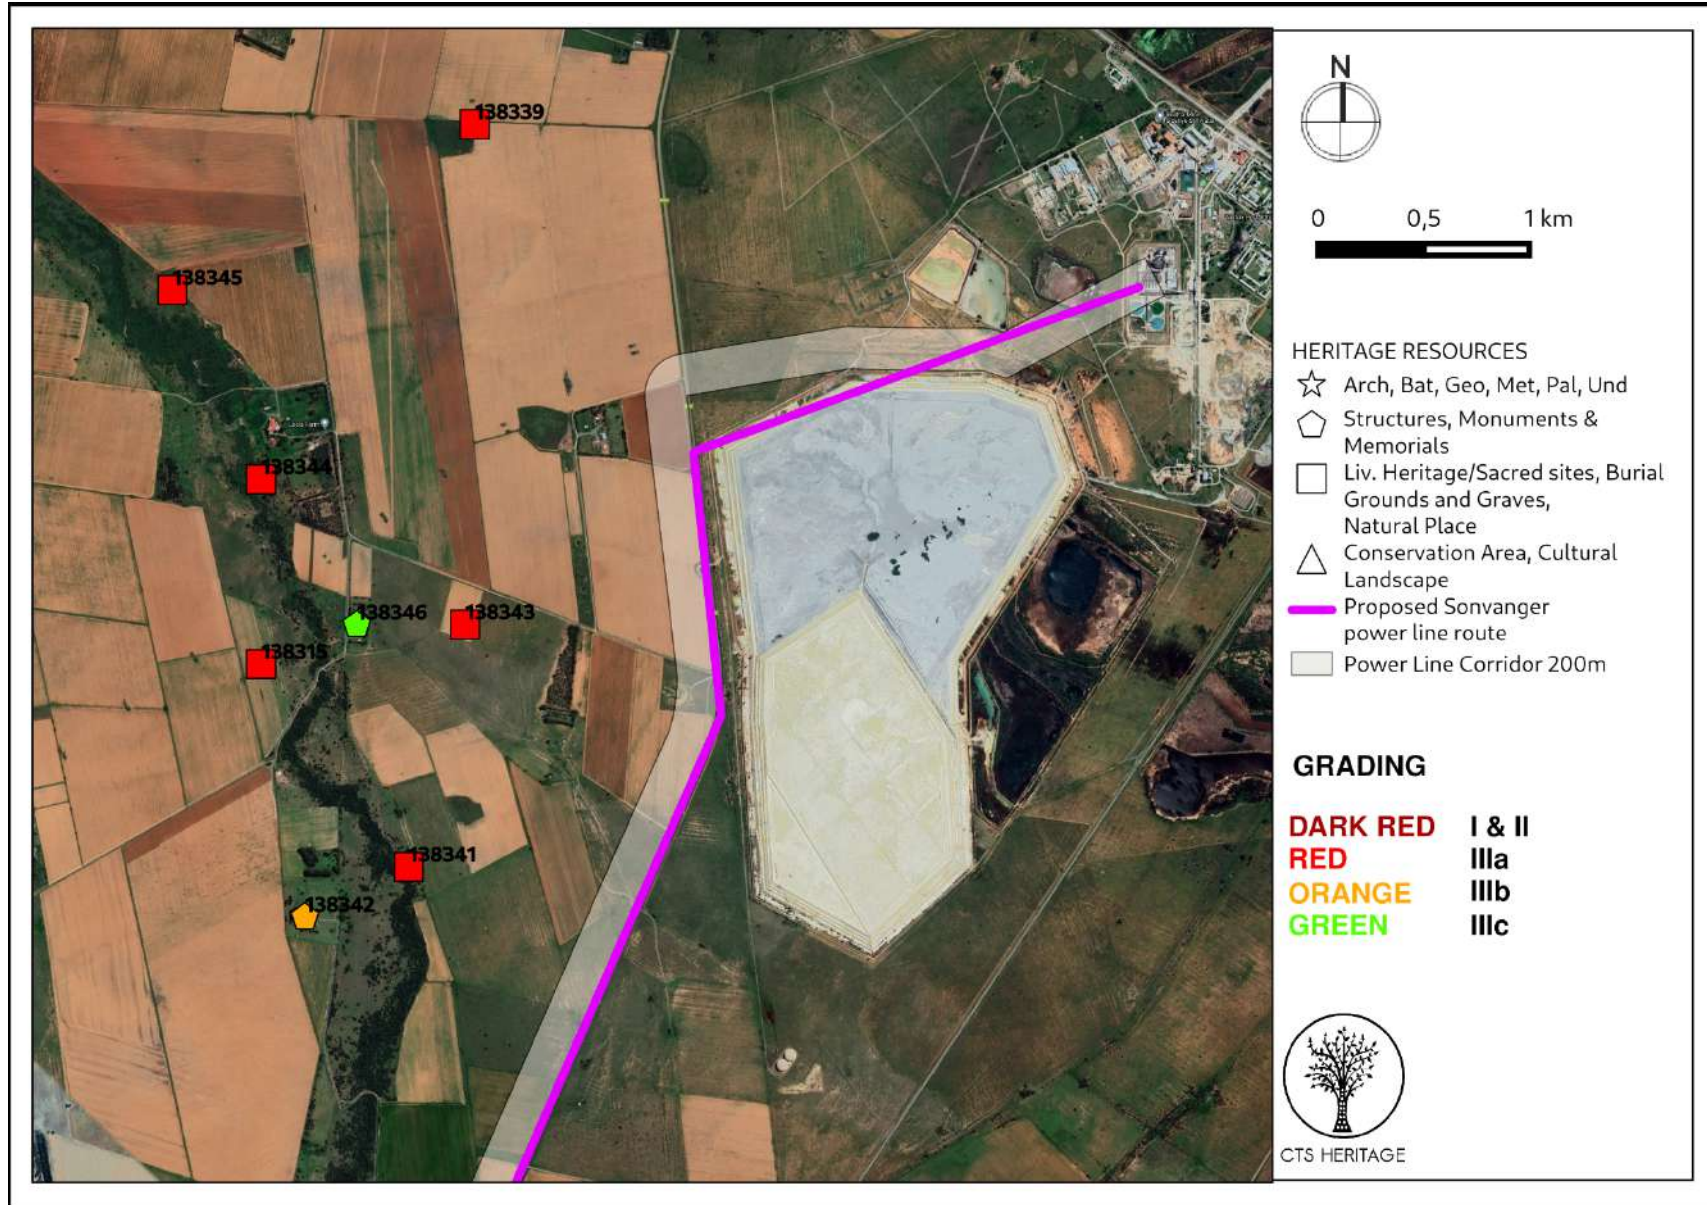 138339
138345
138344
138346
138343
138315
138341
138342
N
0 0,5 1 km
HERITAGE RESOURCES
Arch, Bat, Geo, Met, Pal, Und
Structures, Monuments &
Memorials
Liv. Heritage/Sacred sites, Burial
Grounds and Graves,
Natural Place
Conservation Area, Cultural
Landscape
Proposed Sonvanger
power line route
Power Line Corridor 200m
GRADING
DARK RED I & II
RED IIIa
ORANGE IIIb
GREEN IIIc
CTS HERITAGE